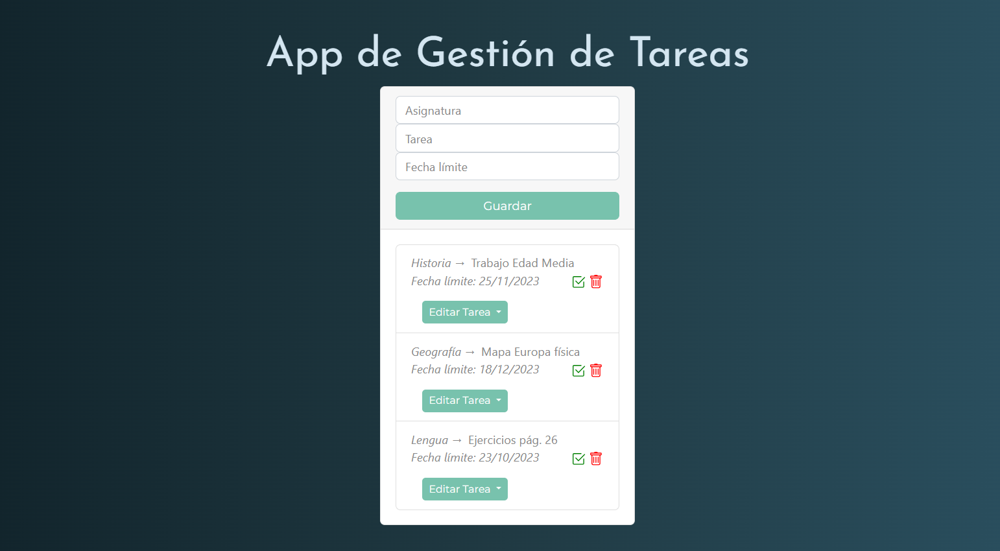 App de Gestión de Tareas
Asignatura
Tarea
Fecha límite
Guardar
Historia → Trabajo Edad Media
Fecha límite: 25/11/2023
Editar Tarea
Geografía → Mapa Europa física
Fecha límite: 18/12/2023
Editar Tarea
Lengua → Ejercicios pág. 26
Fecha límite: 23/10/2023
Editar Tarea